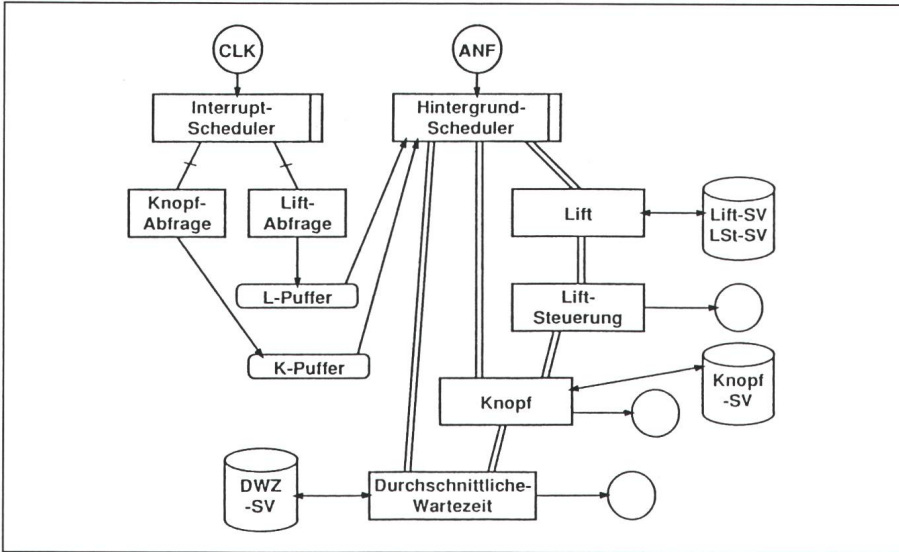 CLK
ANF
Interrupt-
Scheduler
Hintergrund-
Scheduler
Knopf-
Abfrage
Lift-
Abfrage
Lift
Lift-SV
LSt-SV
L-Puffer
Lift-
Steuerung
K-Puffer
Knopf
Knopf
-SV
DWZ
-SV
Durchschnittliche-
Wartezeit